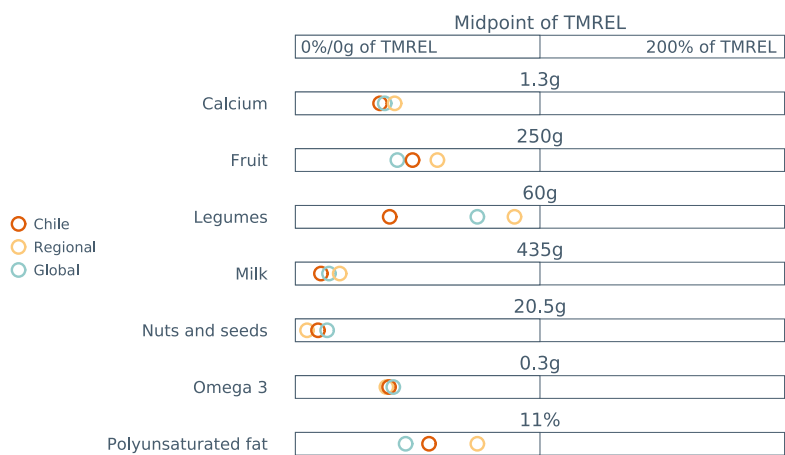 Midpoint of TMREL
0%/0g of TMREL 200% of TMREL
1.3g
Calcium
250g
Fruit
60g
Legumes
Chile
Regional
Global
435g
Milk
20.5g
Nuts and seeds
0.3g
Omega 3
11%
Polyunsaturated fat